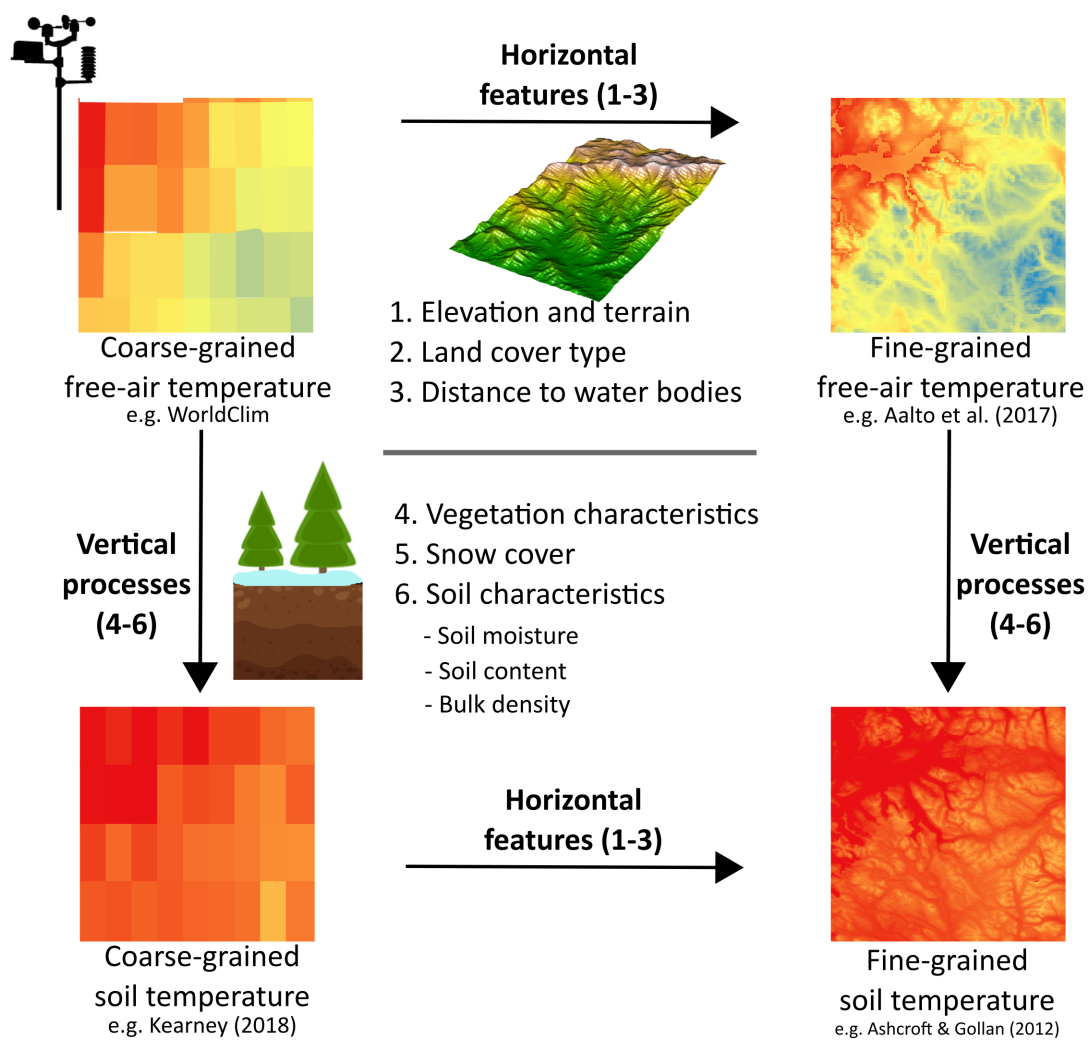 Horizontal
features (1-3)
1. Elevation and terrain
2. Land cover type
3. Distance to water bodies
Coarse-grained
free-air temperature
e.g. WorldClim
Fine-grained
free-air temperature
e.g. Aalto et al. (2017)
Vertical
processes
(4-6)
4. Vegetation characteristics
5. Snow cover
6. Soil characteristics
- Soil moisture
- Soil content
- Bulk density
Vertical
processes
(4-6)
Horizontal
features (1-3)
Coarse-grained
soil temperature
e.g. Kearney (2018)
Fine-grained
soil temperature
e.g. Ashcroft & Gollan (2012)